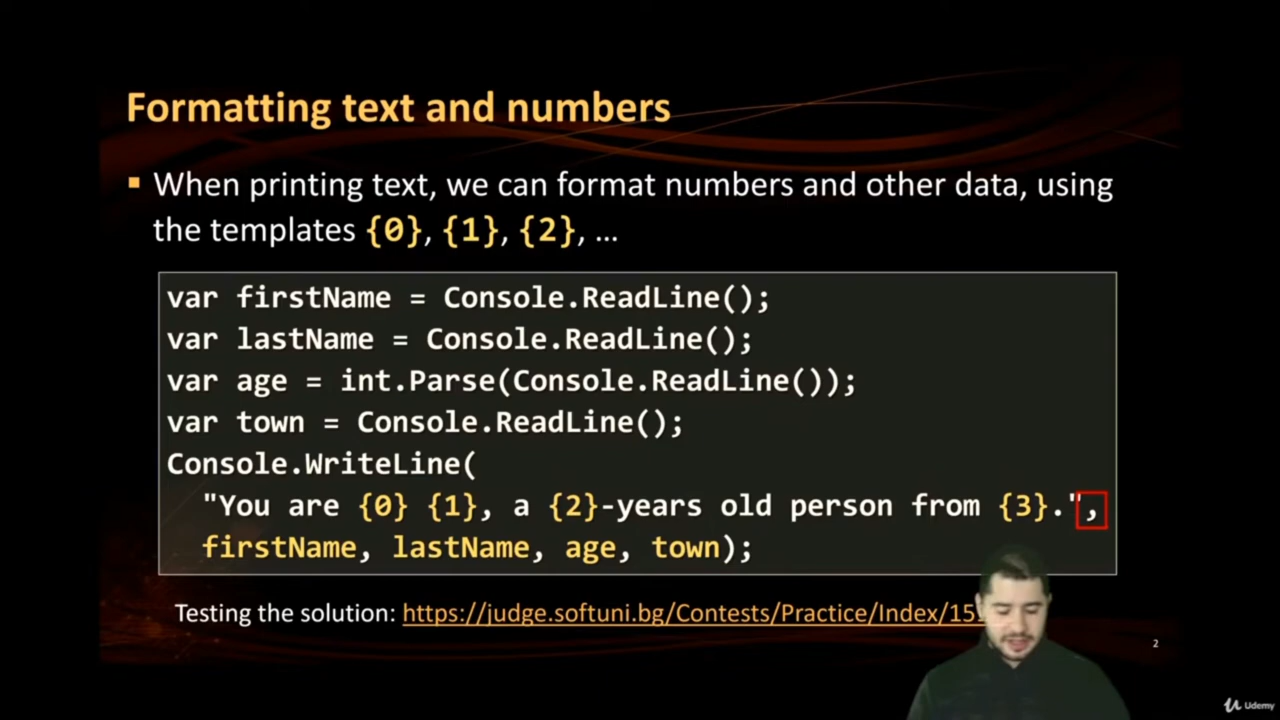 Formatting text and numbers
▪ When printing text, we can format numbers and other data, using
the templates {0}, {1}, {2}, …
var firstName = Console.ReadLine();
var lastName = Console.ReadLine();
var age = int.Parse(Console.ReadLine());
var town = Console.ReadLine();
Console.WriteLine(
"You are {0} {1}, a {2}-years old person from {3}.",
firstName, lastName, age, town);
Testing the solution: https://judge.softuni.bg/Contests/Practice/Index/15
2
Udemy